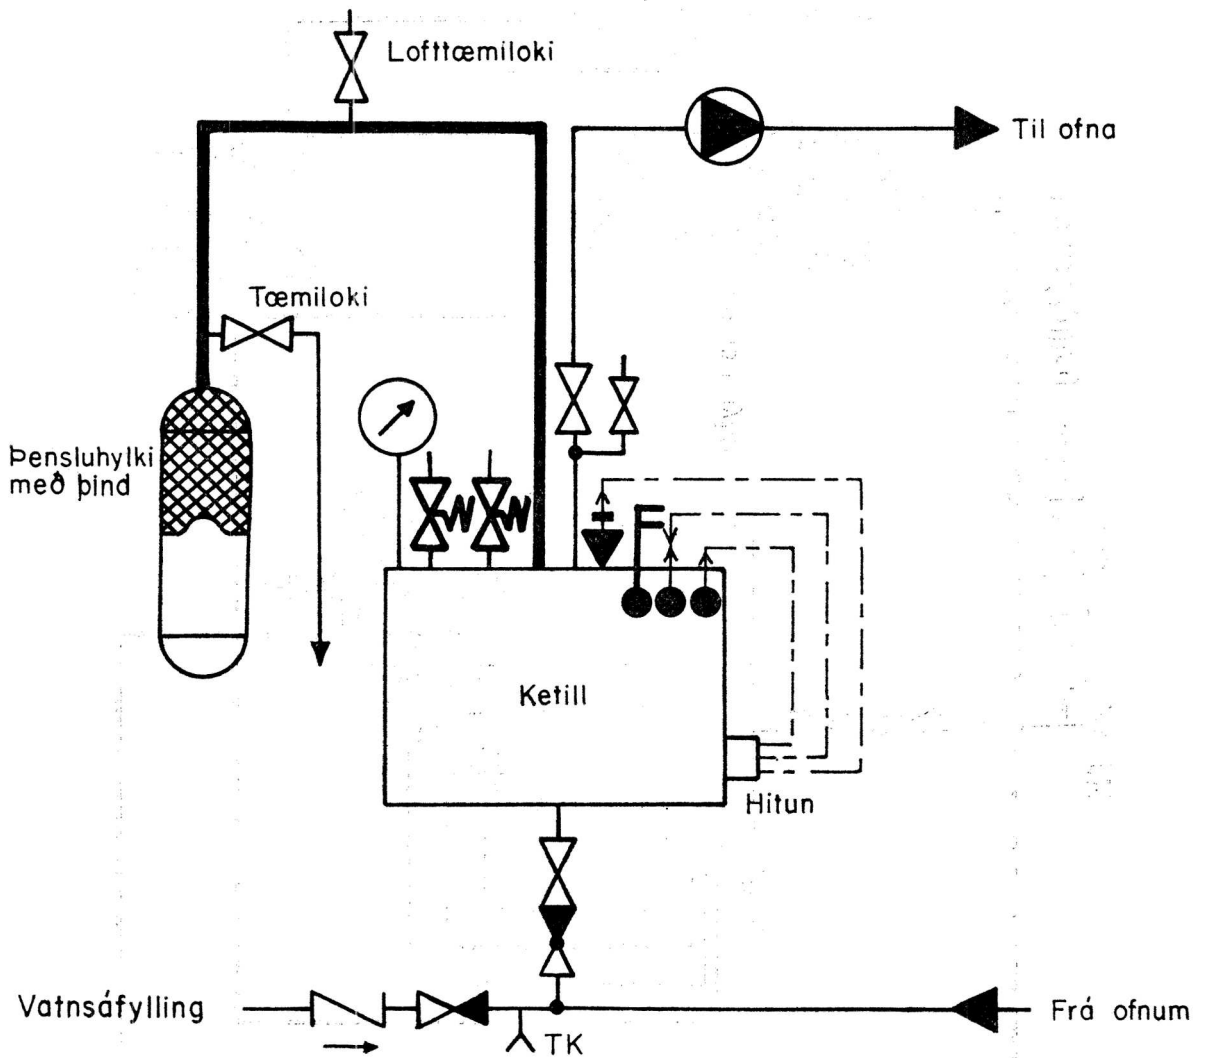 Lofttæmiloki
Til ofna
Tæmiloki
Þensluhylki
með þind
Ketill
Hitun
Vatnsáfylling
TK
Frá ofnum